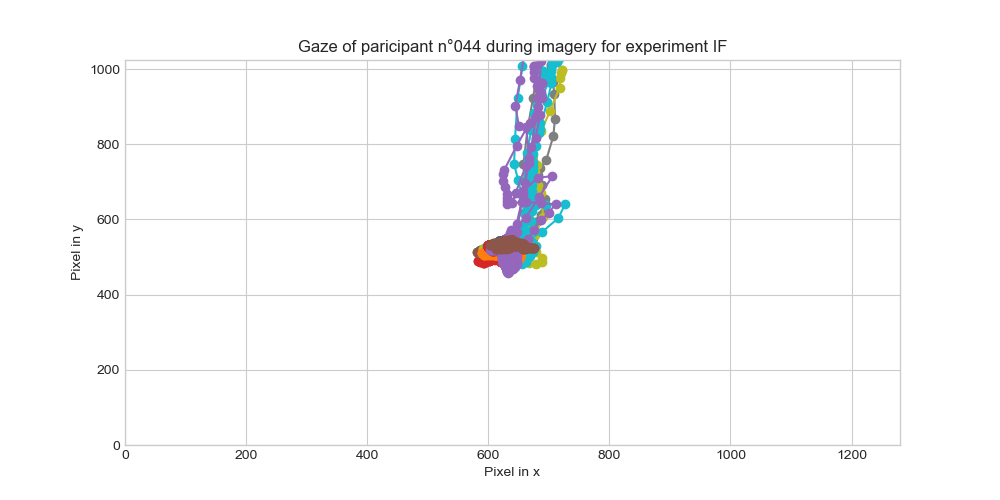 Gaze of paricipant n°044 during imagery for experiment IF
1000
800
600
400
200
0
Pixel in y
0 200 400 600 800 1000 1200
Pixel in x